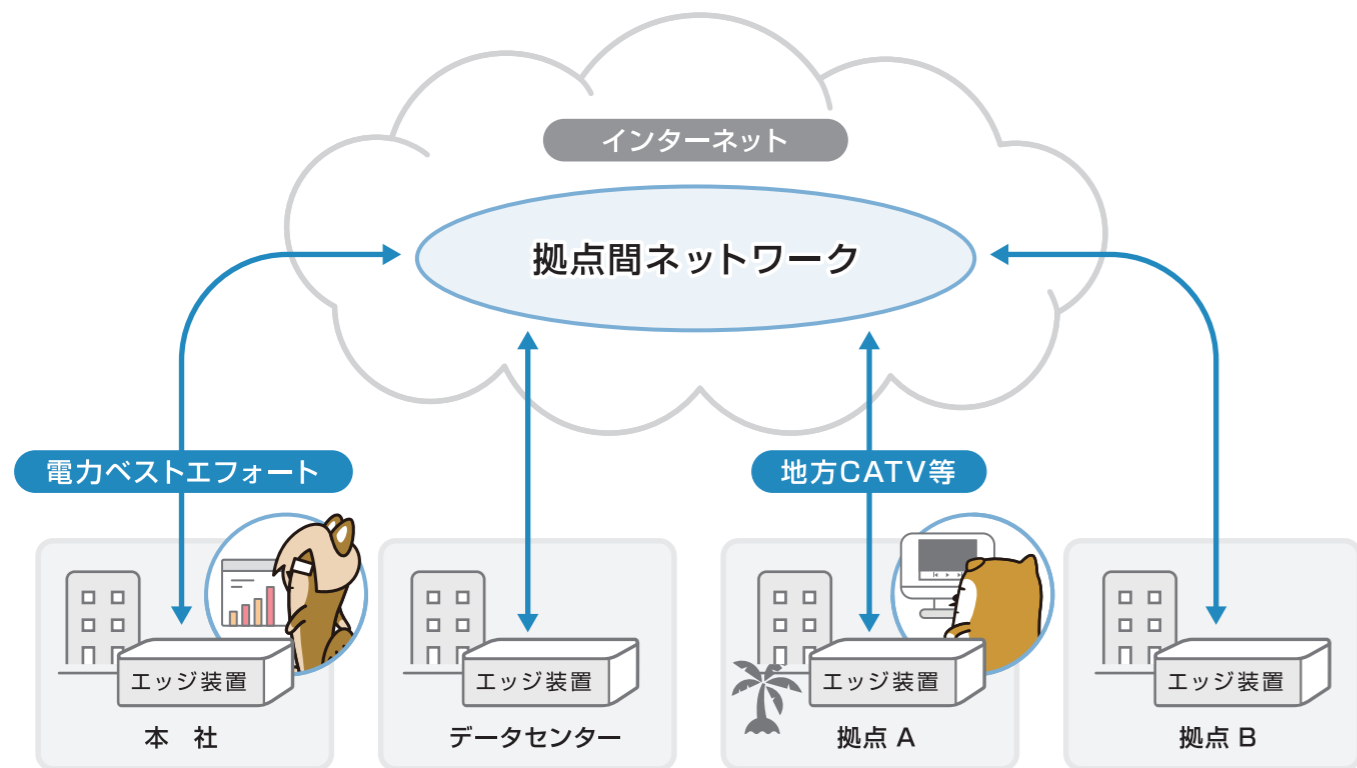 インターネット
拠点間ネットワーク
電力ベストエフォート
地方CATV等
エッジ装置
エッジ装置
エッジ装置
エッジ装置
本　社
データセンター
拠点 A
拠点 B